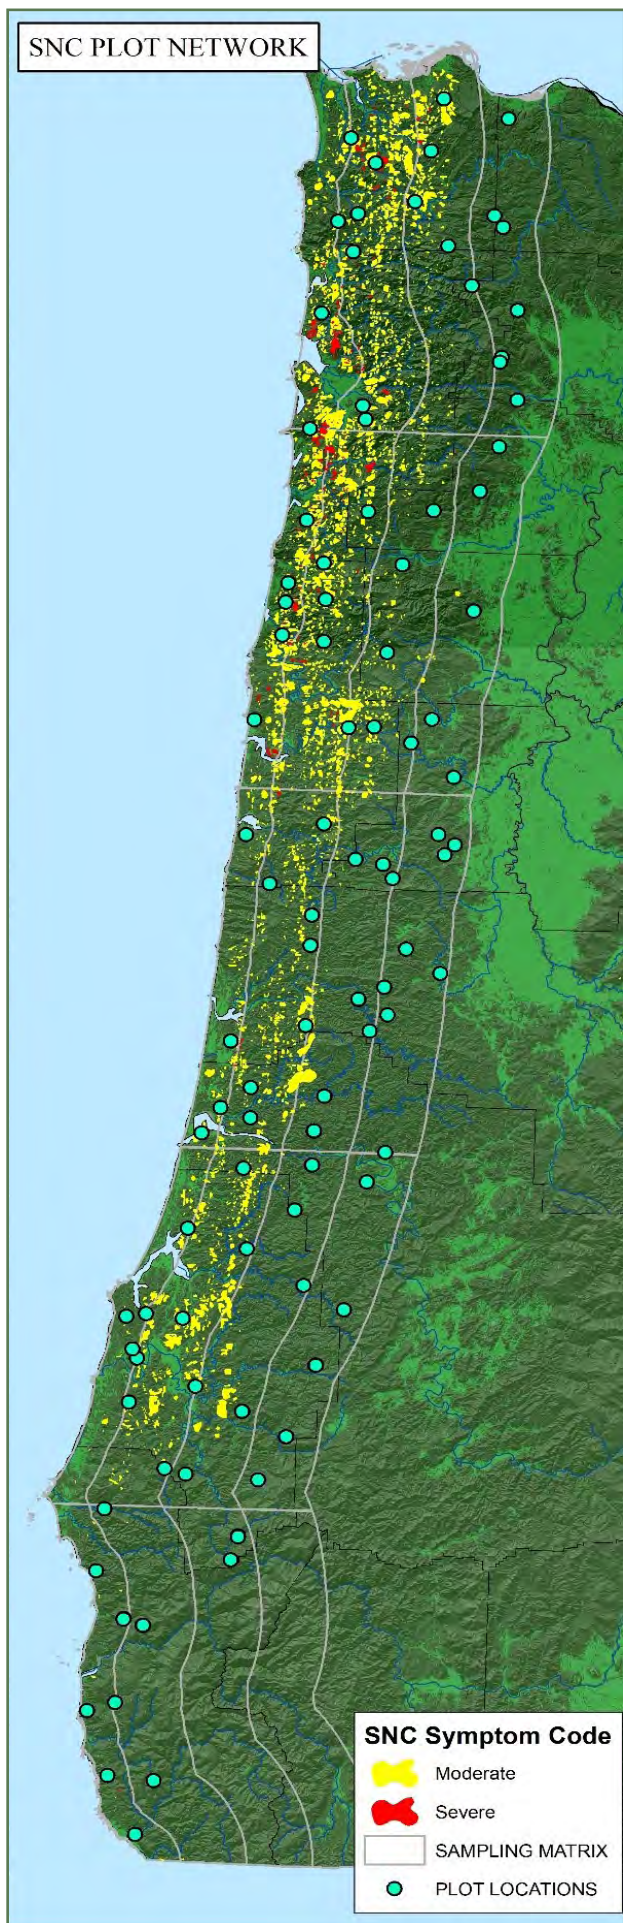 SNC PLOT NETWORK
SNC Symptom Code
Moderate
Severe
SAMPLING MATRIX
PLOT LOCATIONS